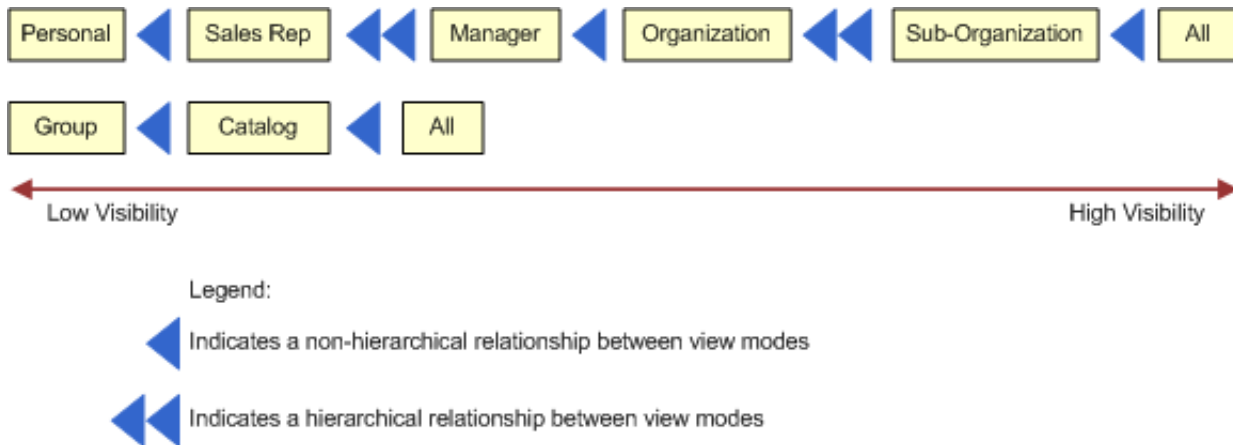 Personal Sales Rep Manager Organization Sub-Organization All
Group Catalog All
Low Visibility High Visibility
Legend:
Indicates a non-hierarchical relationship between view modes
Indicates a hierarchical relationship between view modes